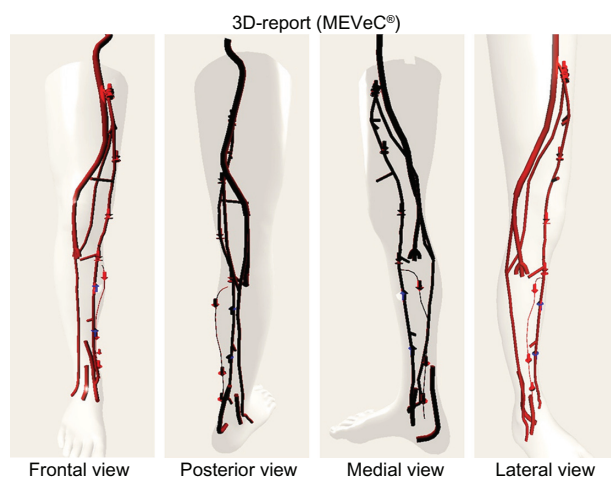 3D-report (MEVeC®)
Frontal view
Posterior view
Medial view
Lateral view